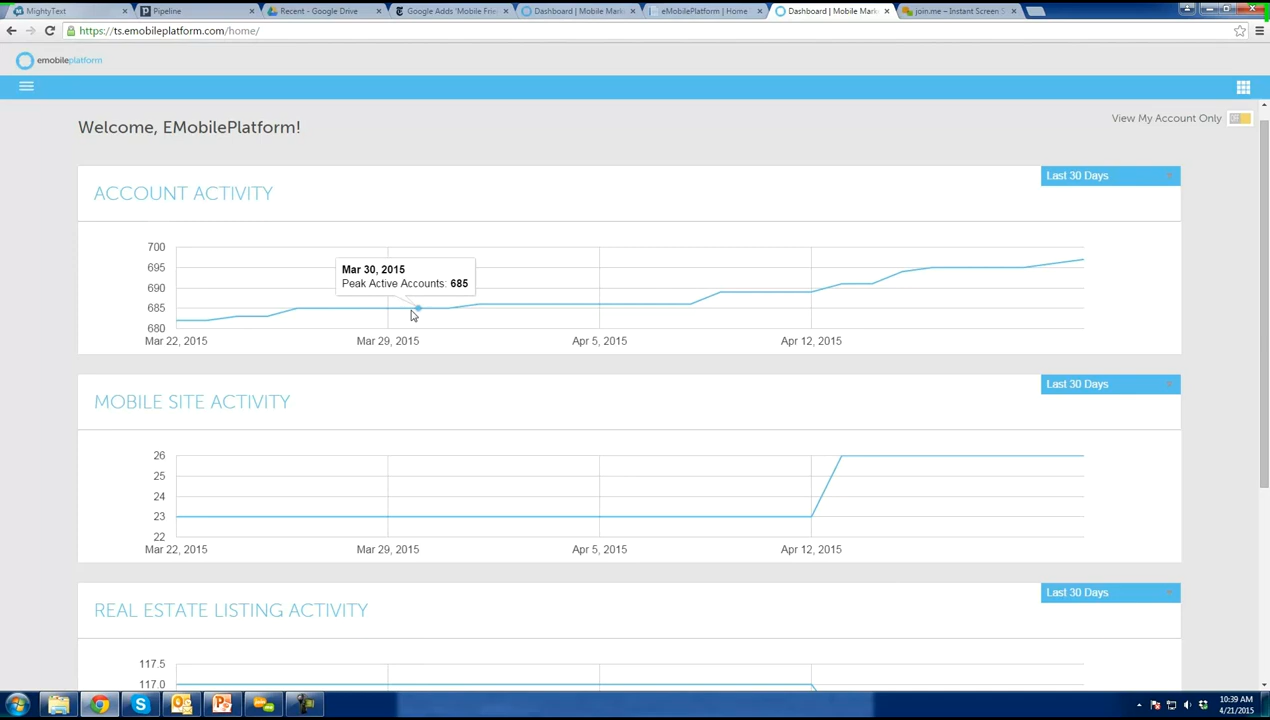 MightyText
Pipeline
Recent - Google Drive
Google Adds 'Mobile Frie
Dashboard | Mobile Mark
eMobilePlatform | Home
Dashboard | Mobile Mark
join.me – Instant Screen S
https://ts.emobileplatform.com/home/
emobileplatform
Welcome, EMobilePlatform!
View My Account Only
ACCOUNT ACTIVITY
Last 30 Days
700
695
690
685
680
Mar 30, 2015
Peak Active Accounts: 685
Mar 22, 2015
Mar 29, 2015
Apr 5, 2015
Apr 12, 2015
MOBILE SITE ACTIVITY
Last 30 Days
26
25
24
23
22
Mar 22, 2015
Mar 29, 2015
Apr 5, 2015
Apr 12, 2015
REAL ESTATE LISTING ACTIVITY
Last 30 Days
117.5
117.0
10:39 AM
4/21/2015